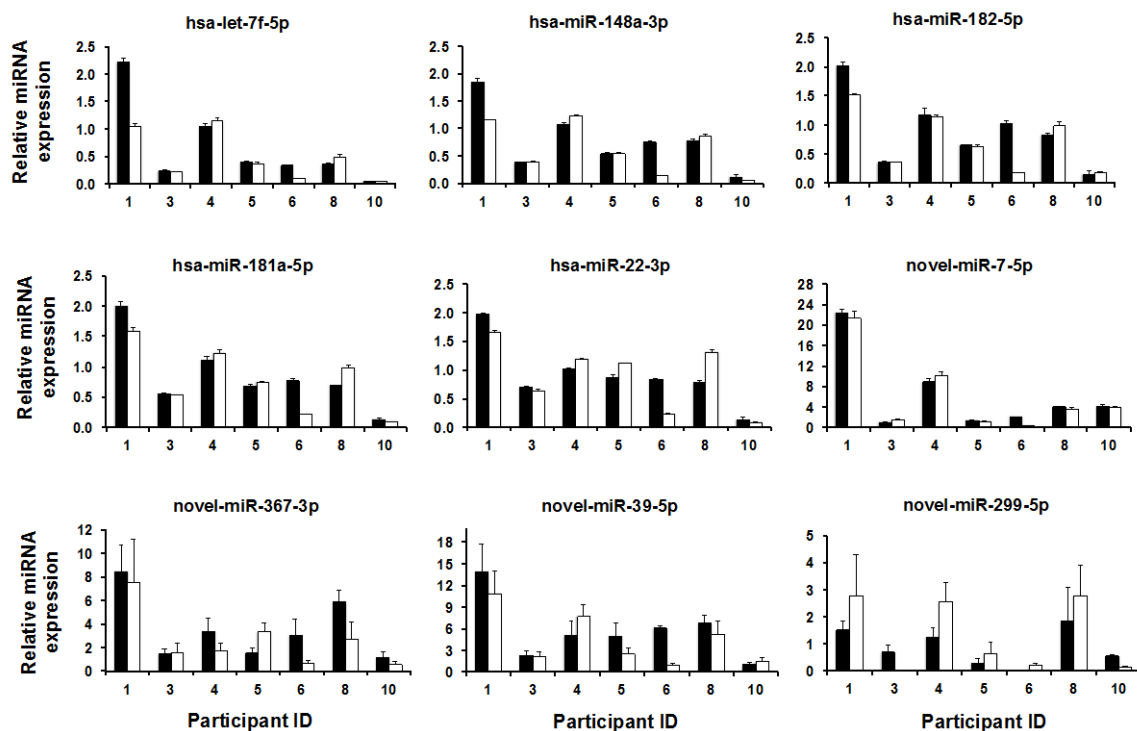 hsa-let-7f-5p
hsa-miR-148a-3p
hsa-miR-182-5p
Relative miRNA
expression
2.5
2.0
1.5
1.0
0.5
0.0
1 3 4 5 6 8 10
2.5
2.0
1.5
1.0
0.5
0.0
1 3 4 5 6 8 10
2.5
2.0
1.5
1.0
0.5
0.0
1 3 4 5 6 8 10
hsa-miR-181a-5p
hsa-miR-22-3p
novel-miR-7-5p
Relative miRNA
expression
2.5
2.0
1.5
1.0
0.5
0.0
1 3 4 5 6 8 10
2.5
2.0
1.5
1.0
0.5
0.0
1 3 4 5 6 8 10
28
24
20
16
12
8
4
0
1 3 4 5 6 8 10
novel-miR-367-3p
novel-miR-39-5p
novel-miR-299-5p
Relative miRNA
expression
12
10
8
6
4
2
0
1 3 4 5 6 8 10
18
15
12
9
6
3
0
1 3 4 5 6 8 10
5
4
3
2
1
0
1 3 4 5 6 8 10
Participant ID
Participant ID
Participant ID